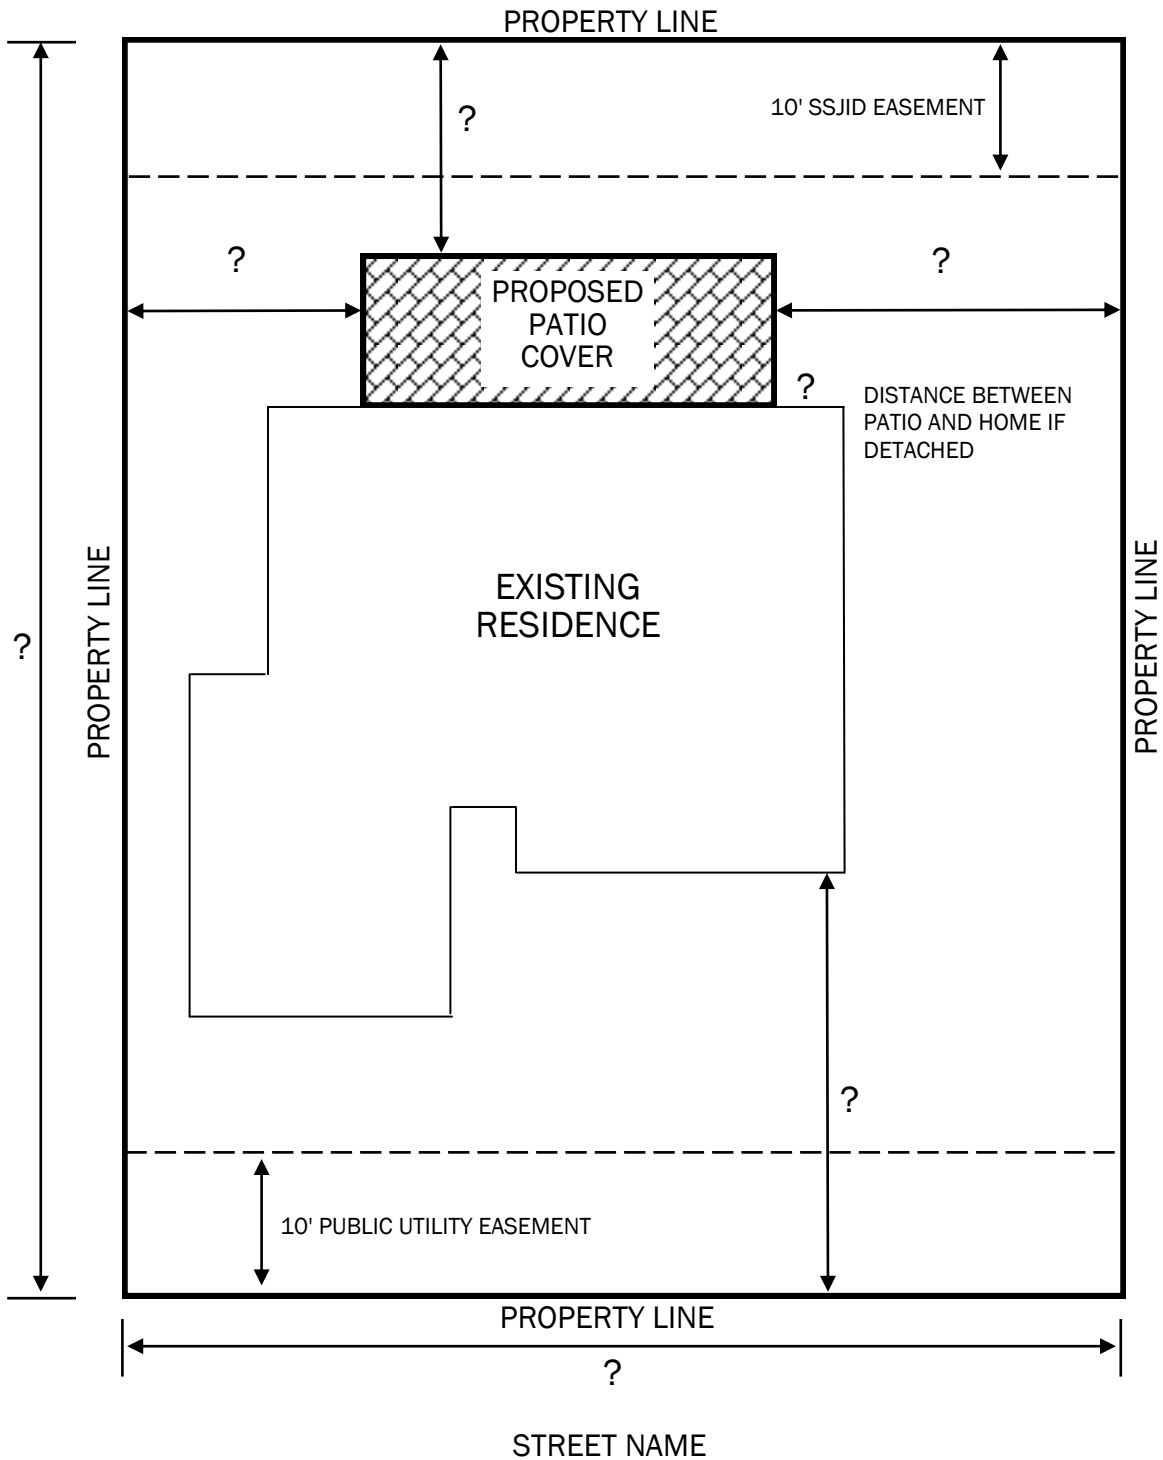 PROPERTY LINE
10' SSJID EASEMENT
?
?
?
PROPOSED
PATIO
COVER
?
DISTANCE BETWEEN
PATIO AND HOME IF
DETACHED
EXISTING
RESIDENCE
PROPERTY LINE
PROPERTY LINE
?
?
10' PUBLIC UTILITY EASEMENT
PROPERTY LINE
?
STREET NAME